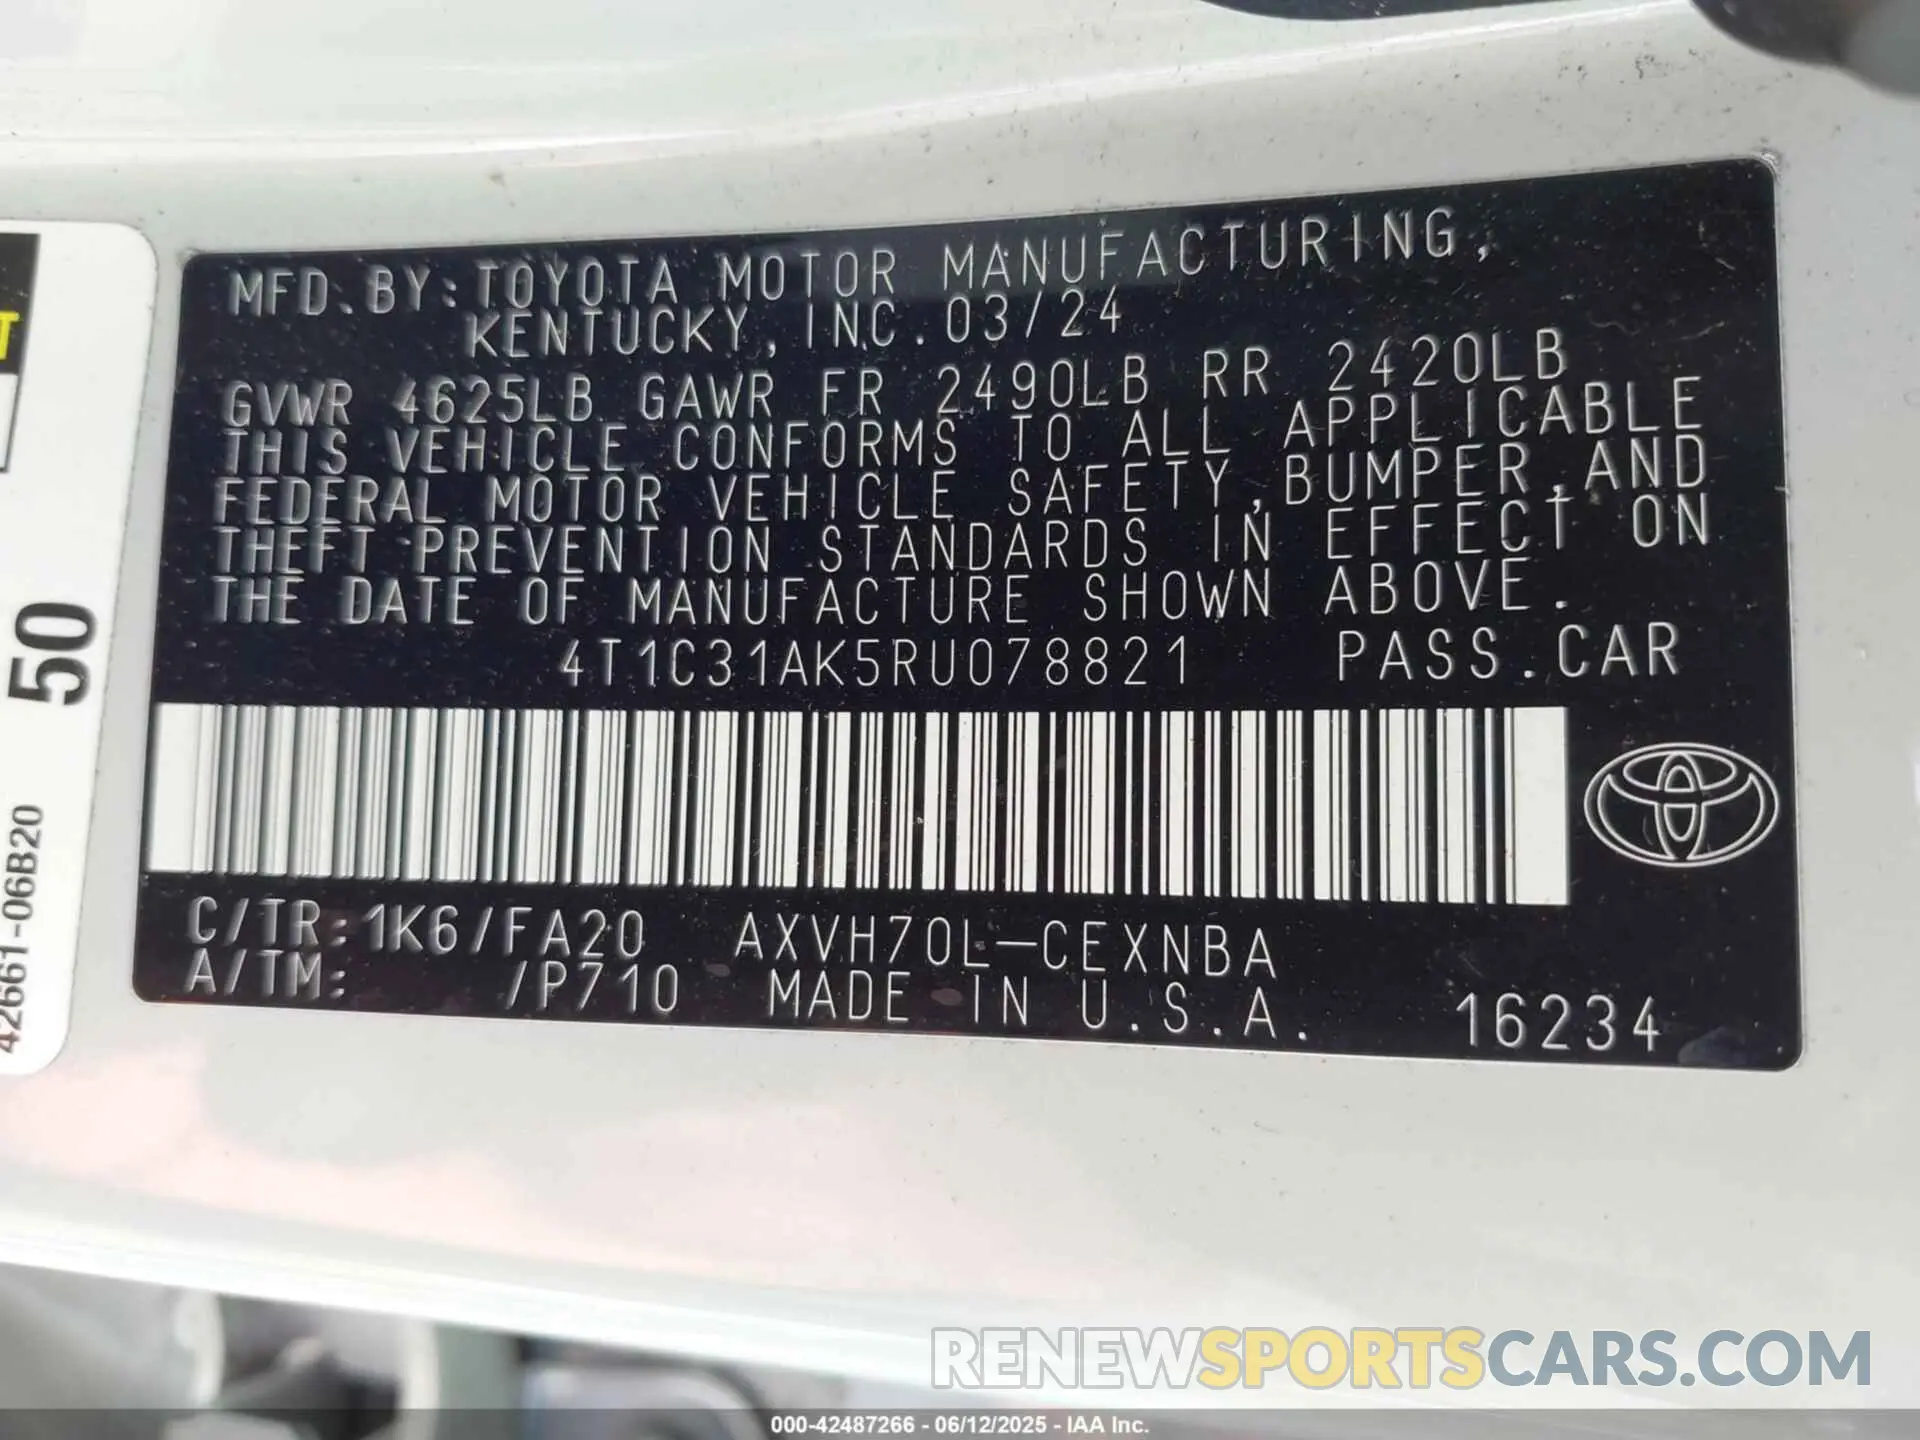 MFD. BY: TOYOTA MOTOR MANUFACTURING,
KENTUCKY, INC. 03/24
GVWR 4625LB GAWR FR 2490LB RR 2420LB
THIS VEHICLE CONFORMS TO ALL APPLICABLE
FEDERAL MOTOR VEHICLE SAFETY, BUMPER, AND
THEFT PREVENTION STANDARDS IN EFFECT ON
THE DATE OF MANUFACTURE SHOWN ABOVE.
4T1C31AK5RU078821 PASS. CAR
C/TR: 1K6/FA20 AXVH70L-CEXNBA
A/TM: /P710 MADE IN U.S.A. 16234
T
50
42661-06B20
RENEWSPORTSCARS.COM
000-42487266 - 06/12/2025 - IAA Inc.